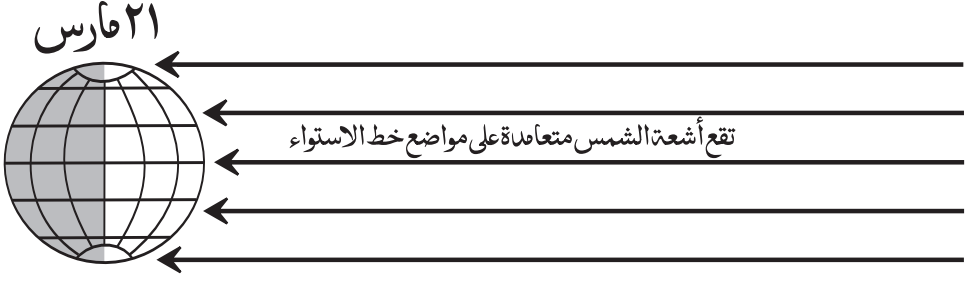 ٢١ مارس
تقع أشعة الشمس متعامدة على مواضع خط الاستواء